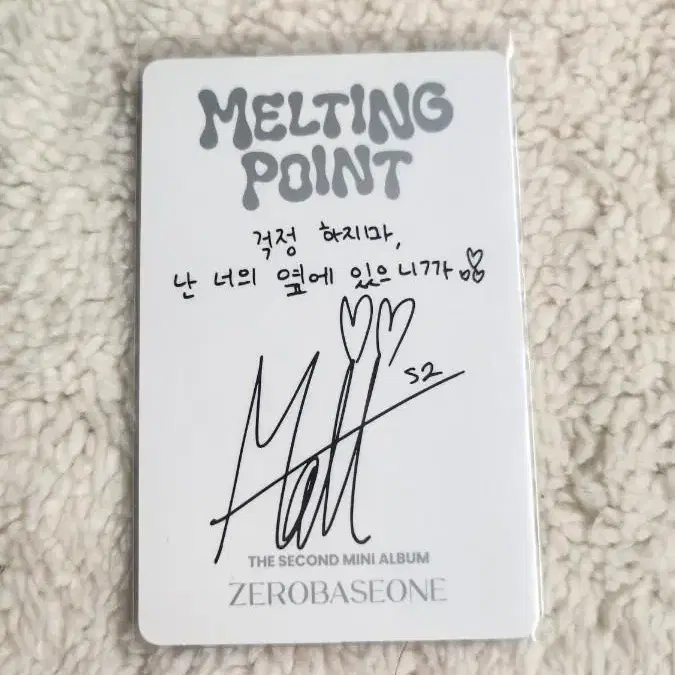 MELTING
POINT
걱정 하지마,
난 너의 옆에 있으니까
Matt
S2
THE SECOND MINI ALBUM
ZEROBASEONE